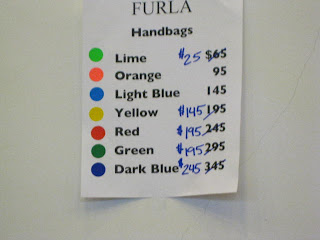 FURLA
Handbags
Lime $25 $65
Orange 95
Light Blue 145
Yellow $145 195
Red $195 245
Green $195 295
Dark Blue $245 345